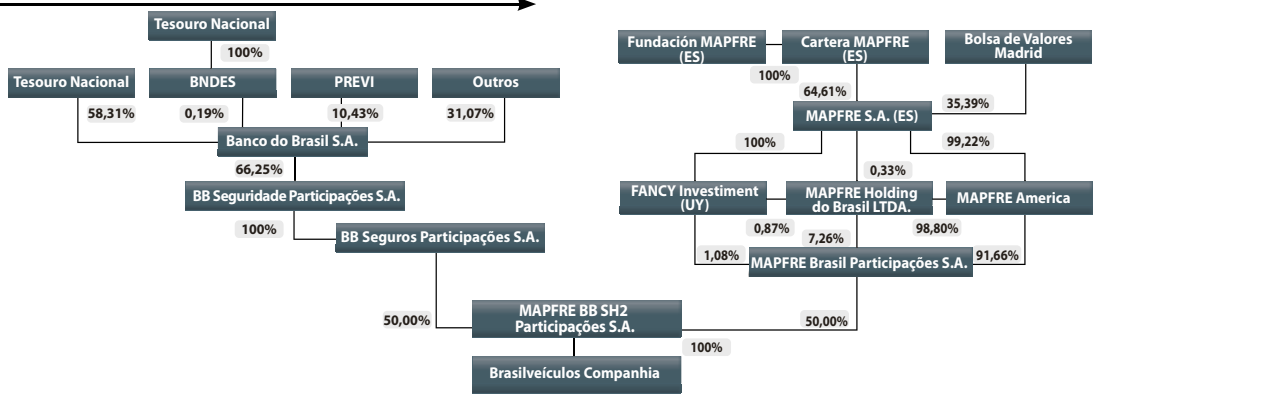 Tesouro Nacional
100%
Tesouro Nacional
BNDES
PREVI
Outros
58,31%
0,19%
10,43%
31,07%
Banco do Brasil S.A.
66,25%
BB Seguridade Participações S.A.
100%
BB Seguros Participações S.A.
50,00%
Fundación MAPFRE
(ES)
Cartera MAPFRE
(ES)
Bolsa de Valores
Madrid
100%
64,61%
35,39%
MAPFRE S.A. (ES)
100%
99,22%
0,33%
FANCY Investiment
(UY)
MAPFRE Holding
do Brasil LTDA.
MAPFRE America
0,87%
98,80%
7,26%
1,08%
91,66%
MAPFRE Brasil Participações S.A.
50,00%
MAPFRE BB SH2
Participações S.A.
100%
Brasilveículos Companhia